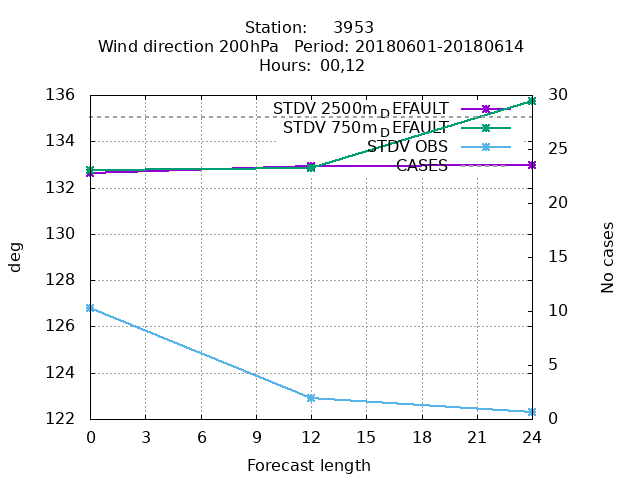 Station: 3953
Wind direction 200hPa Period: 20180601-20180614
Hours: 00,12
136
134
132
130
128
126
124
122
30
25
20
15
10
5
0
STDV 2500m_DEFAULT
STDV 750m_DEFAULT
STDV OBS
CASES
deg
No cases
0 3 6 9 12 15 18 21 24
Forecast length